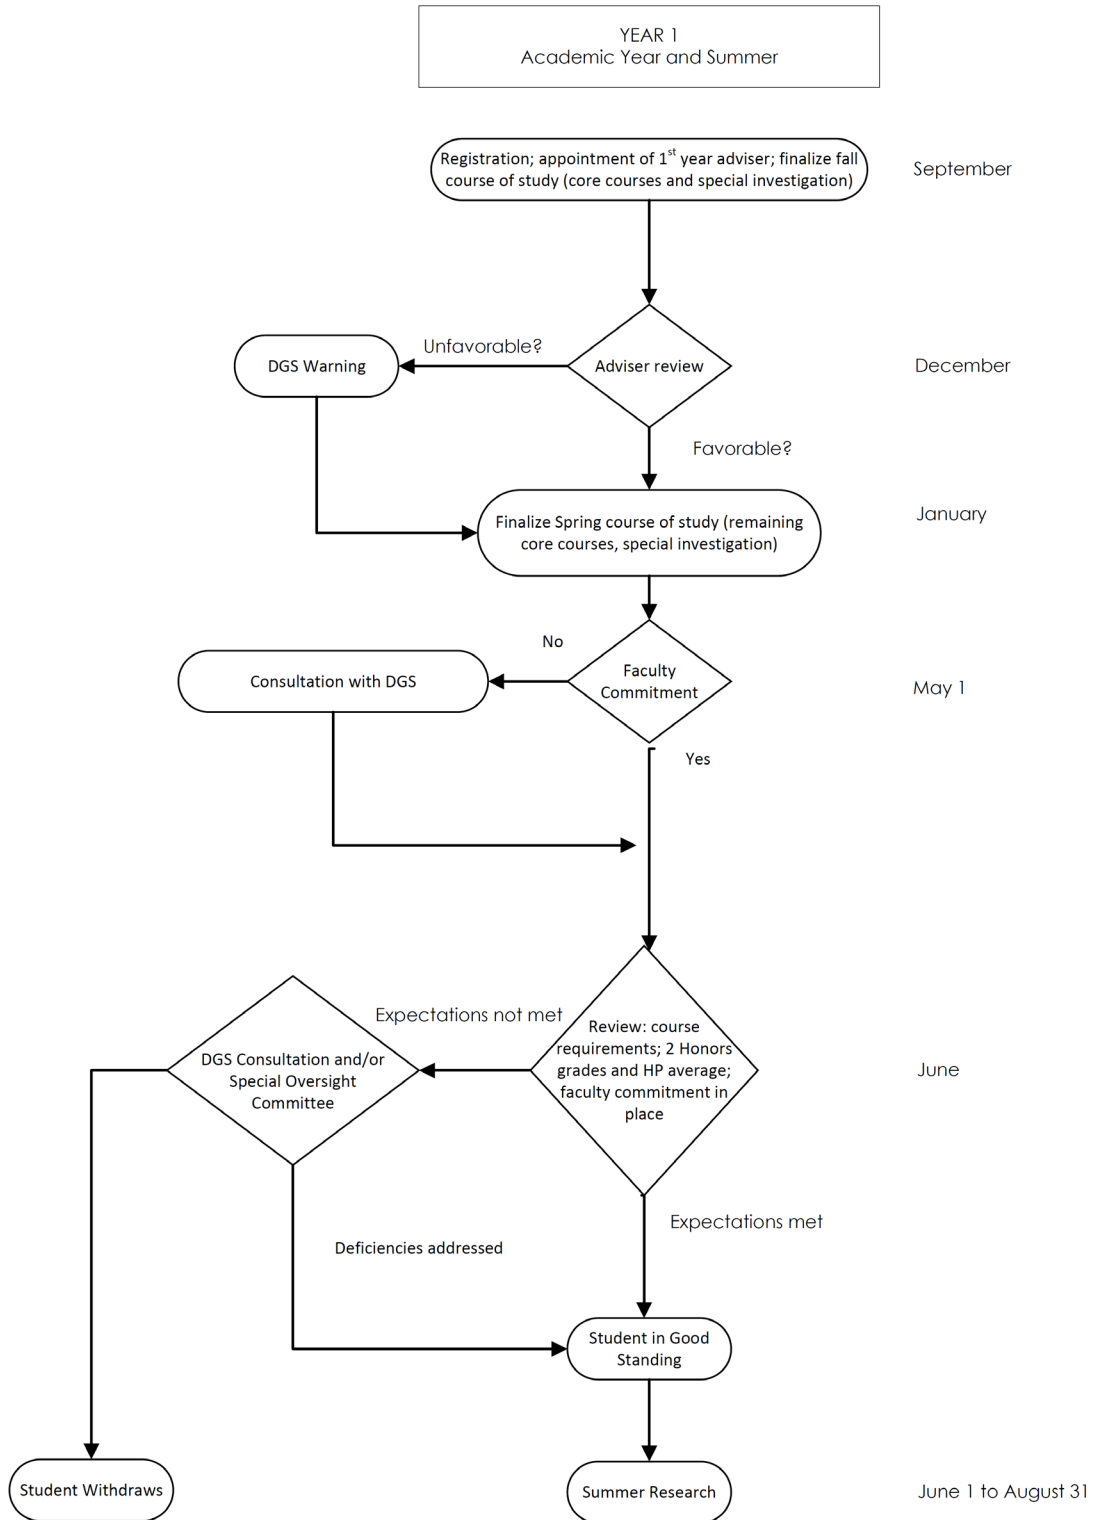 YEAR 1
Academic Year and Summer
Registration; appointment of 1st year adviser; finalize fall
course of study (core courses and special investigation)
September
Unfavorable?
DGS Warning
Adviser review
December
Favorable?
Finalize Spring course of study (remaining
core courses, special investigation)
January
No
Consultation with DGS
Faculty
Commitment
May 1
Yes
Expectations not met
DGS Consultation and/or
Special Oversight
Committee
Review: course
requirements; 2 Honors
grades and HP average;
faculty commitment in
place
June
Expectations met
Deficiencies addressed
Student in Good
Standing
Student Withdraws
Summer Research
June 1 to August 31